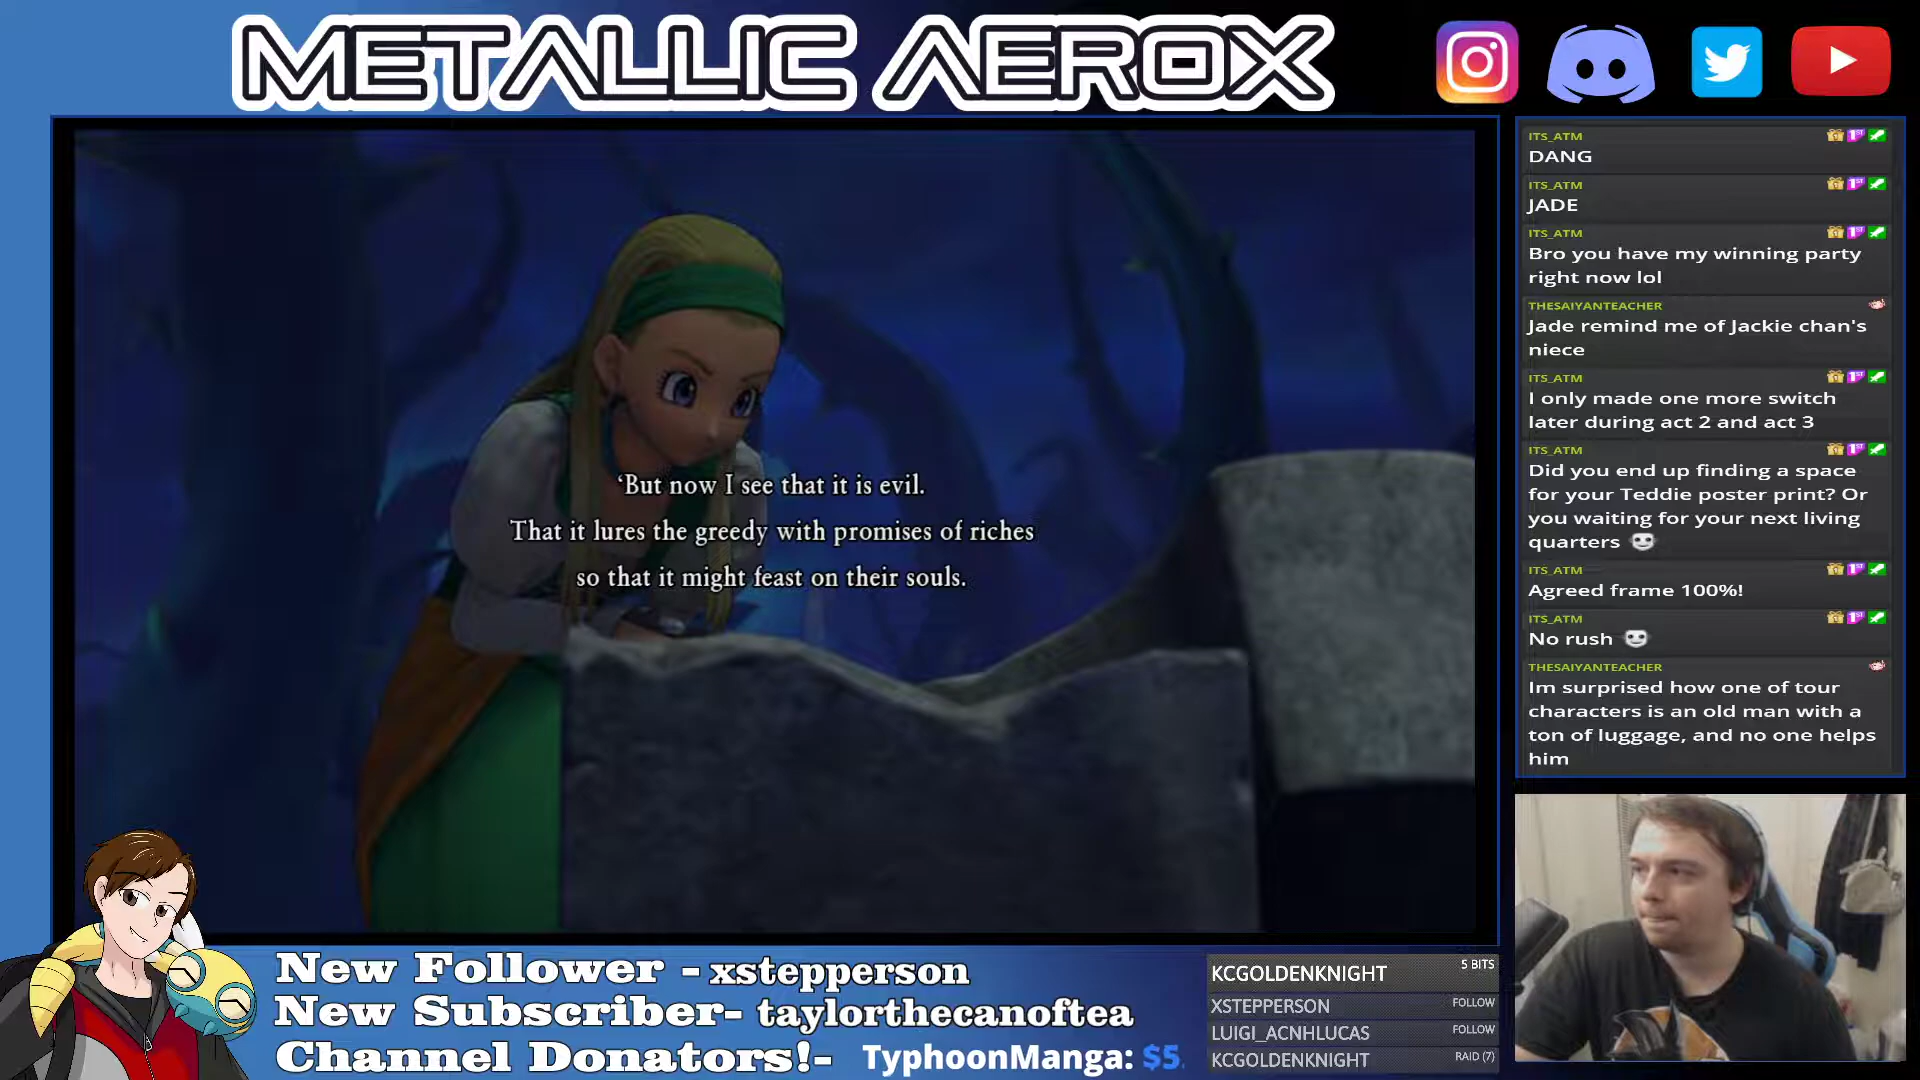 METALLIC AEROX
ITS_ATM
DANG
ITS_ATM
JADE
ITS_ATM
Bro you have my winning party
right now lol
THESAIYANTEACHER
Jade remind me of Jackie chan's
niece
ITS_ATM
I only made one more switch
later during act 2 and act 3
ITS_ATM
Did you end up finding a space
for your Teddie poster print? Or
you waiting for your next living
quarters
ITS_ATM
Agreed frame 100%!
ITS_ATM
No rush
THESAIYANTEACHER
Im surprised how one of tour
characters is an old man with a
ton of luggage, and no one helps
him
‘But now I see that it is evil.
That it lures the greedy with promises of riches
so that it might feast on their souls.
New Follower - xstepperson
New Subscriber- taylorthecanoftea
Channel Donators!- TyphoonManga: $5
KCGOLDENKNIGHT 5 BITS
XSTEPPERSON FOLLOW
LUIGI_ACNHLUCAS FOLLOW
KCGOLDENKNIGHT RAID (7)